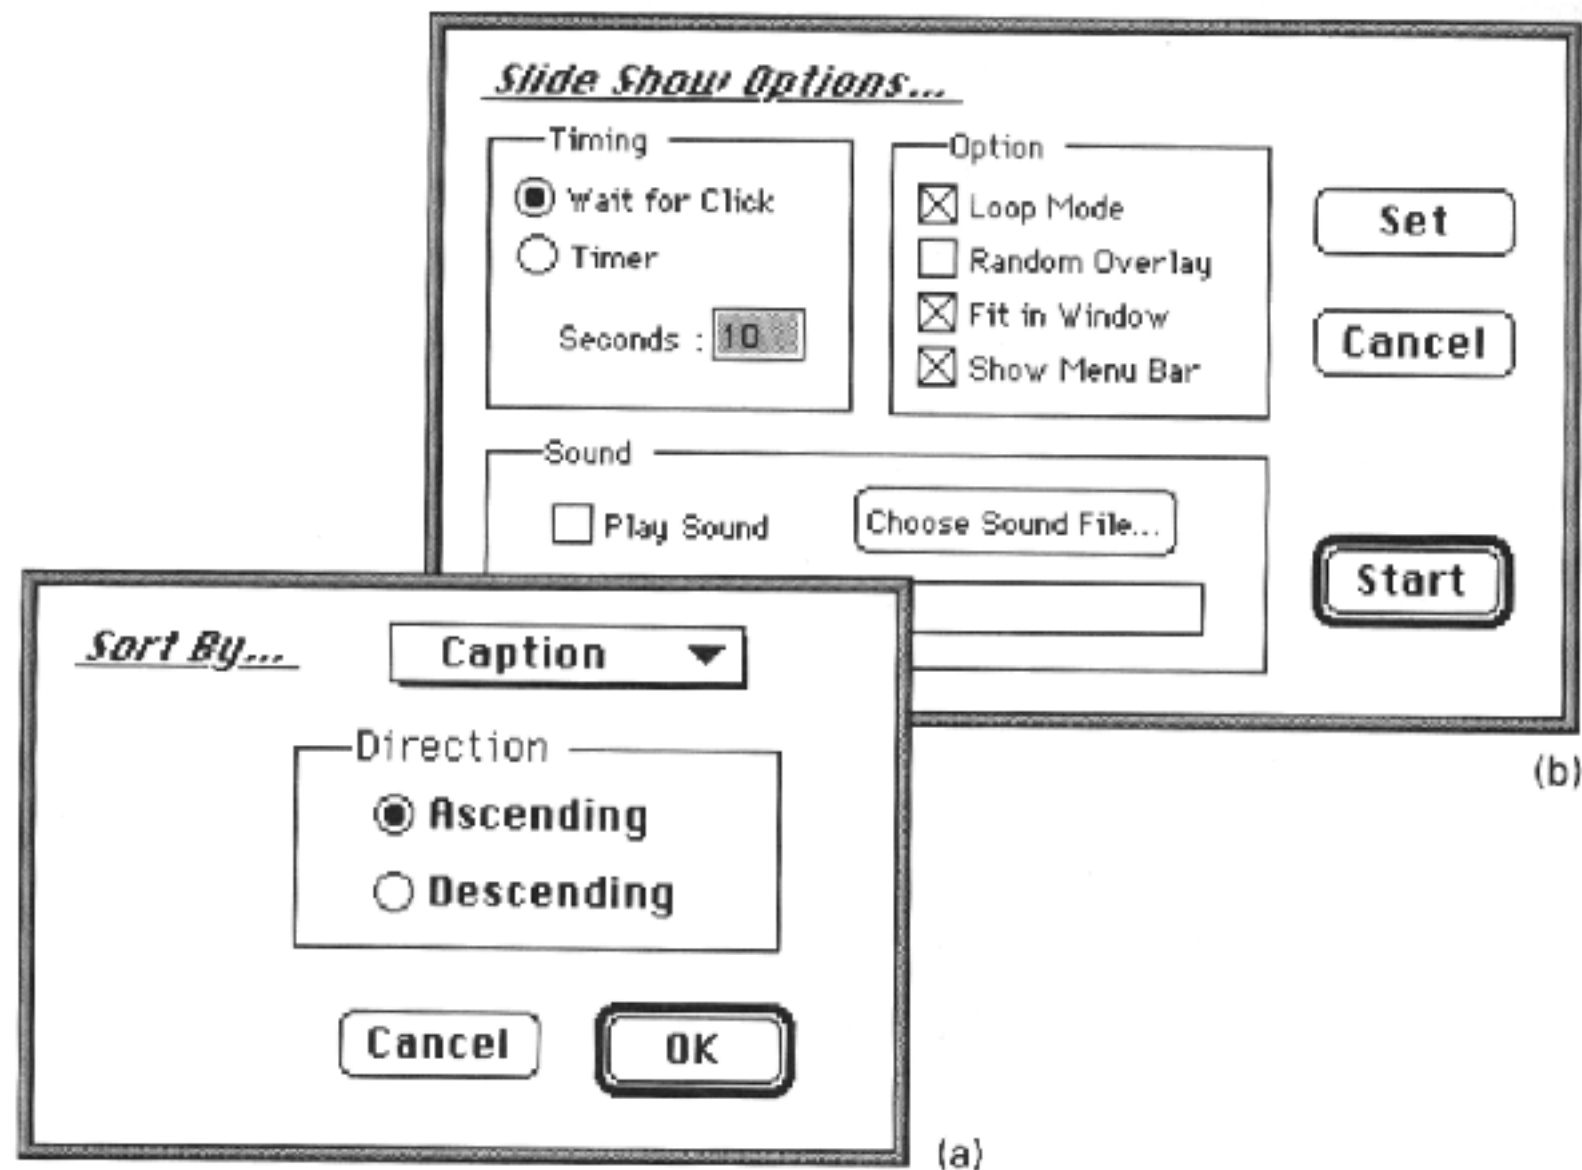 Slide Show Options...
Timing
Wait for Click
Timer
Seconds : 10
Option
Loop Mode
Random Overlay
Fit in Window
Show Menu Bar
Set
Cancel
Sound
Play Sound
Choose Sound File...
Start
(b)
Sort By...
Caption
Direction
Ascending
Descending
Cancel
OK
(a)